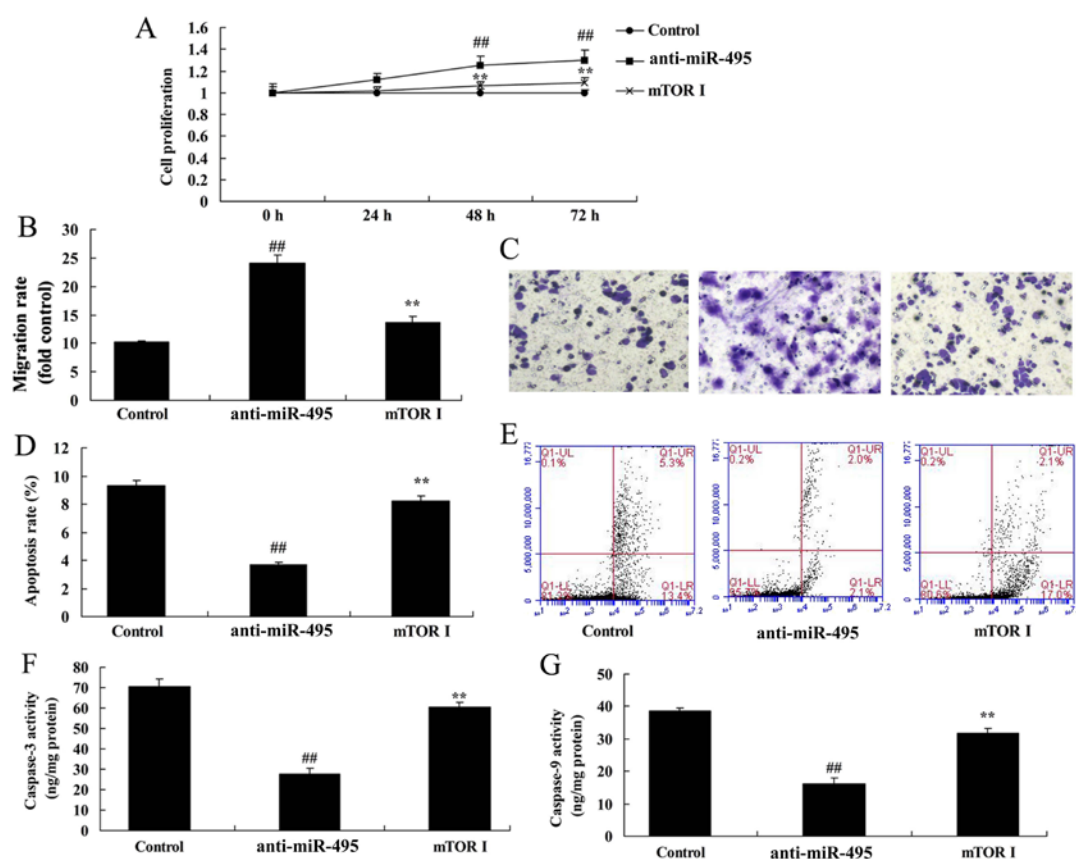 A
Cell proliferation
1.6
1.4
1.2
1
0.8
0.6
0.4
0.2
0
##
##
**
**
0 h 24 h 48 h 72 h
Control
anti-miR-495
mTOR I
B
Migration rate
(fold control)
30
25
20
15
10
5
0
##
**
Control anti-miR-495 mTOR I
C
D
Apoptosis rate (%)
12
10
8
6
4
2
0
##
**
Control anti-miR-495 mTOR I
E
Q1-UL Q1-UR
0.1% 5.3%
Q1-LL Q1-LR
13.4%
Control
Q1-UL Q1-UR
0.2% 2.0%
Q1-LL Q1-LR
2.1%
anti-miR-495
Q1-UL Q1-UR
0.2% 2.1%
Q1-LL Q1-LR
80.6% 17.0%
mTOR I
F
Caspase-3 activity
(ng/mg protein)
80
70
60
50
40
30
20
10
0
##
**
Control anti-miR-495 mTOR I
G
Caspase-9 activity
(ng/mg protein)
50
40
30
20
10
0
##
**
Control anti-miR-495 mTOR I